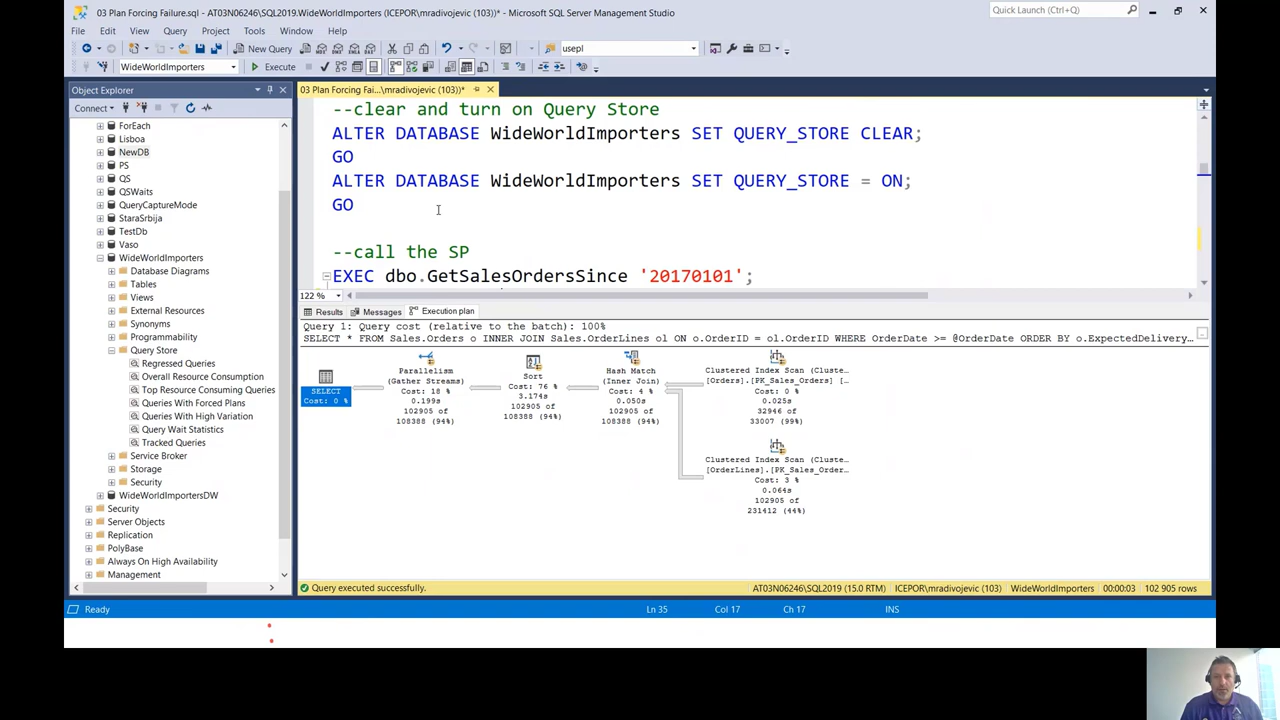 03 Plan Forcing Failure.sql - AT03N06246\SQL2019.WideWorldImporters (ICEPOR\mradivojevic (103))* - Microsoft SQL Server Management Studio
Quick Launch (Ctrl+Q)
File Edit View Query Project Tools Window Help
New Query
MDX DMX XMLA DAX
usepl
WideWorldImporters
Execute
Object Explorer
Connect
ForEach
Lisboa
NewDB
PS
QS
QSWaits
QueryCaptureMode
StaraSrbija
TestDb
Vaso
WideWorldImporters
Database Diagrams
Tables
Views
External Resources
Synonyms
Programmability
Query Store
Regressed Queries
Overall Resource Consumption
Top Resource Consuming Queries
Queries With Forced Plans
Queries With High Variation
Query Wait Statistics
Tracked Queries
Service Broker
Storage
Security
WideWorldImportersDW
Security
Server Objects
Replication
PolyBase
Always On High Availability
Management
03 Plan Forcing Fai...\mradivojevic (103))*
--clear and turn on Query Store
ALTER DATABASE WideWorldImporters SET QUERY_STORE CLEAR;
GO
ALTER DATABASE WideWorldImporters SET QUERY_STORE = ON;
GO
--call the SP
EXEC dbo.GetSalesOrdersSince '20170101';
122 %
Results Messages Execution plan
Query 1: Query cost (relative to the batch): 100%
SELECT * FROM Sales.Orders o INNER JOIN Sales.OrderLines ol ON o.OrderID = ol.OrderID WHERE OrderDate >= @OrderDate ORDER BY o.ExpectedDelivery...
SELECT
Cost: 0 %
Parallelism
(Gather Streams)
Cost: 18 %
0.199s
102905 of
108388 (94%)
Sort
Cost: 76 %
3.174s
102905 of
108388 (94%)
Hash Match
(Inner Join)
Cost: 4 %
0.050s
102905 of
108388 (94%)
Clustered Index Scan (Cluste...
[Orders].[PK_Sales_Orders] [...
Cost: 0 %
0.025s
32946 of
33007 (99%)
Clustered Index Scan (Cluste...
[OrderLines].[PK_Sales_Order...
Cost: 3 %
0.064s
102905 of
231412 (44%)
Query executed successfully.
AT03N06246\SQL2019 (15.0 RTM) ICEPOR\mradivojevic (103) WideWorldImporters 00:00:03 102 905 rows
Ready
Ln 35 Col 17 Ch 17 INS